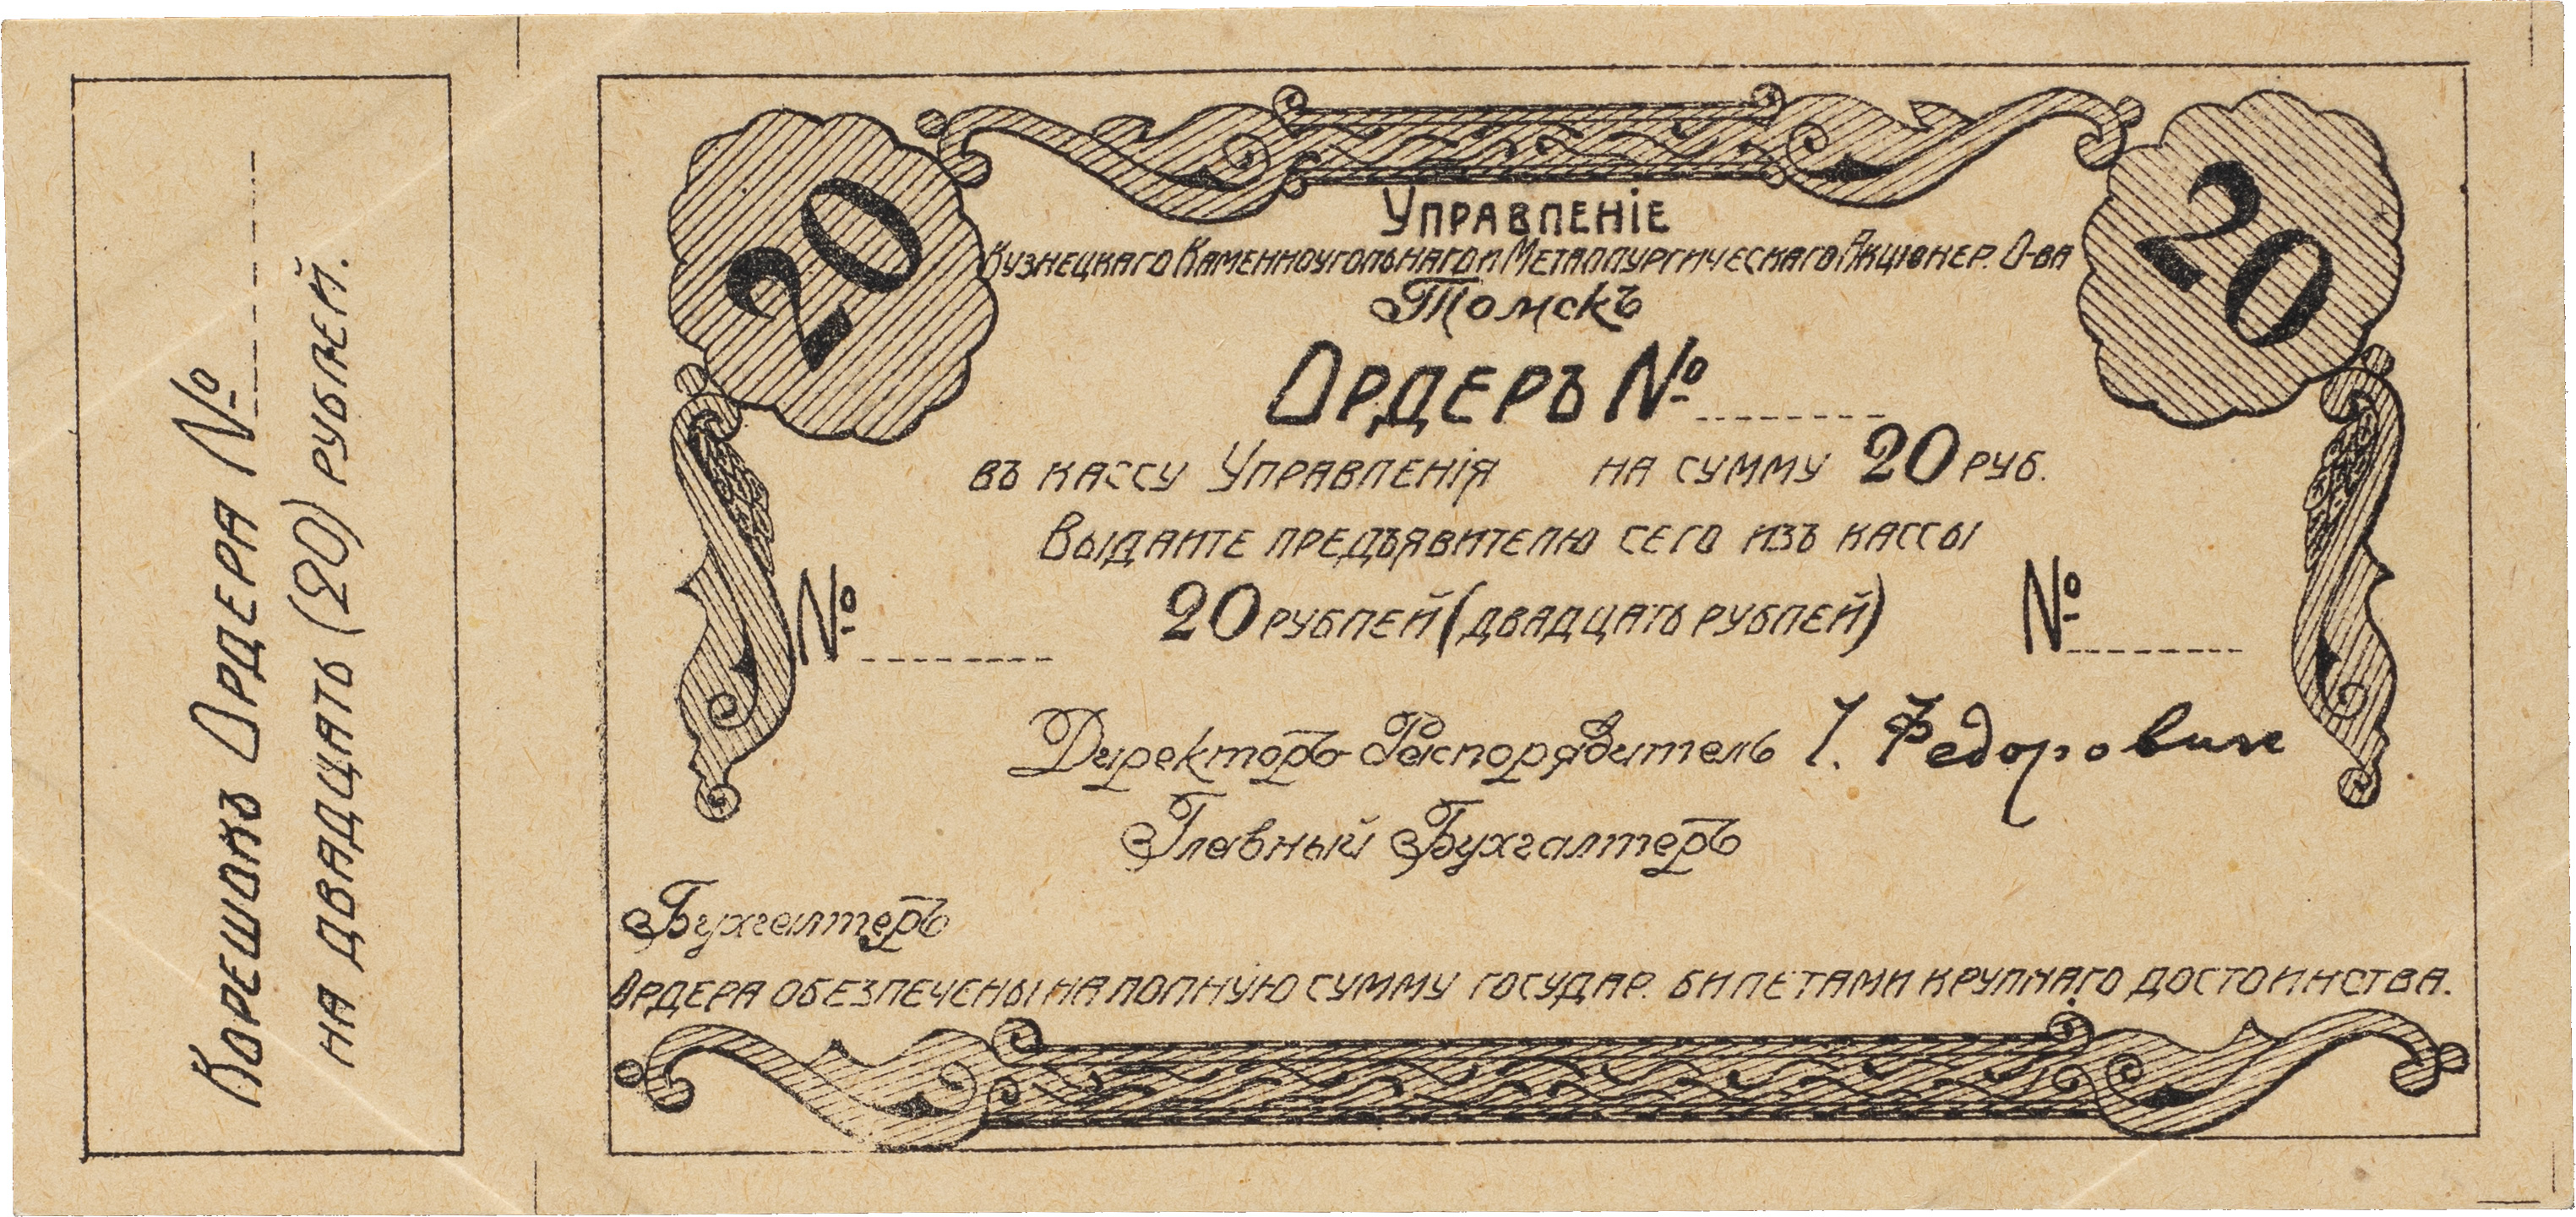 Корешокъ Ордера №
на двадцать (20) рублей.
20
20
Управленіе
Кузнецкаго Каменноугольнаго и Металлургическаго Акціонер. О-ва
Томскъ
Ордеръ №
въ кассу Управленія на сумму 20 руб.
Выдаите предъявителю сего изъ кассы
20 рублей (двадцать рублей)
№ №
Директоръ-Распорядитель І. Федорович
Главный Бухгалтеръ
Бухгалтеръ
Ордера обезпечены на полную сумму государ. билетами крупнаго достоинства.